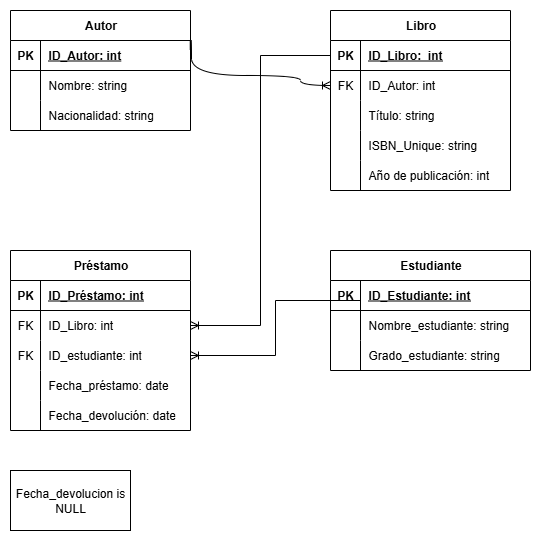 Autor
PK ID_Autor: int
Nombre: string
Nacionalidad: string
Libro
PK ID_Libro: int
FK ID_Autor: int
Título: string
ISBN_Unique: string
Año de publicación: int
Préstamo
PK ID_Préstamo: int
FK ID_Libro: int
FK ID_estudiante: int
Fecha_préstamo: date
Fecha_devolución: date
Estudiante
PK ID_Estudiante: int
Nombre_estudiante: string
Grado_estudiante: string
Fecha_devolucion is
NULL